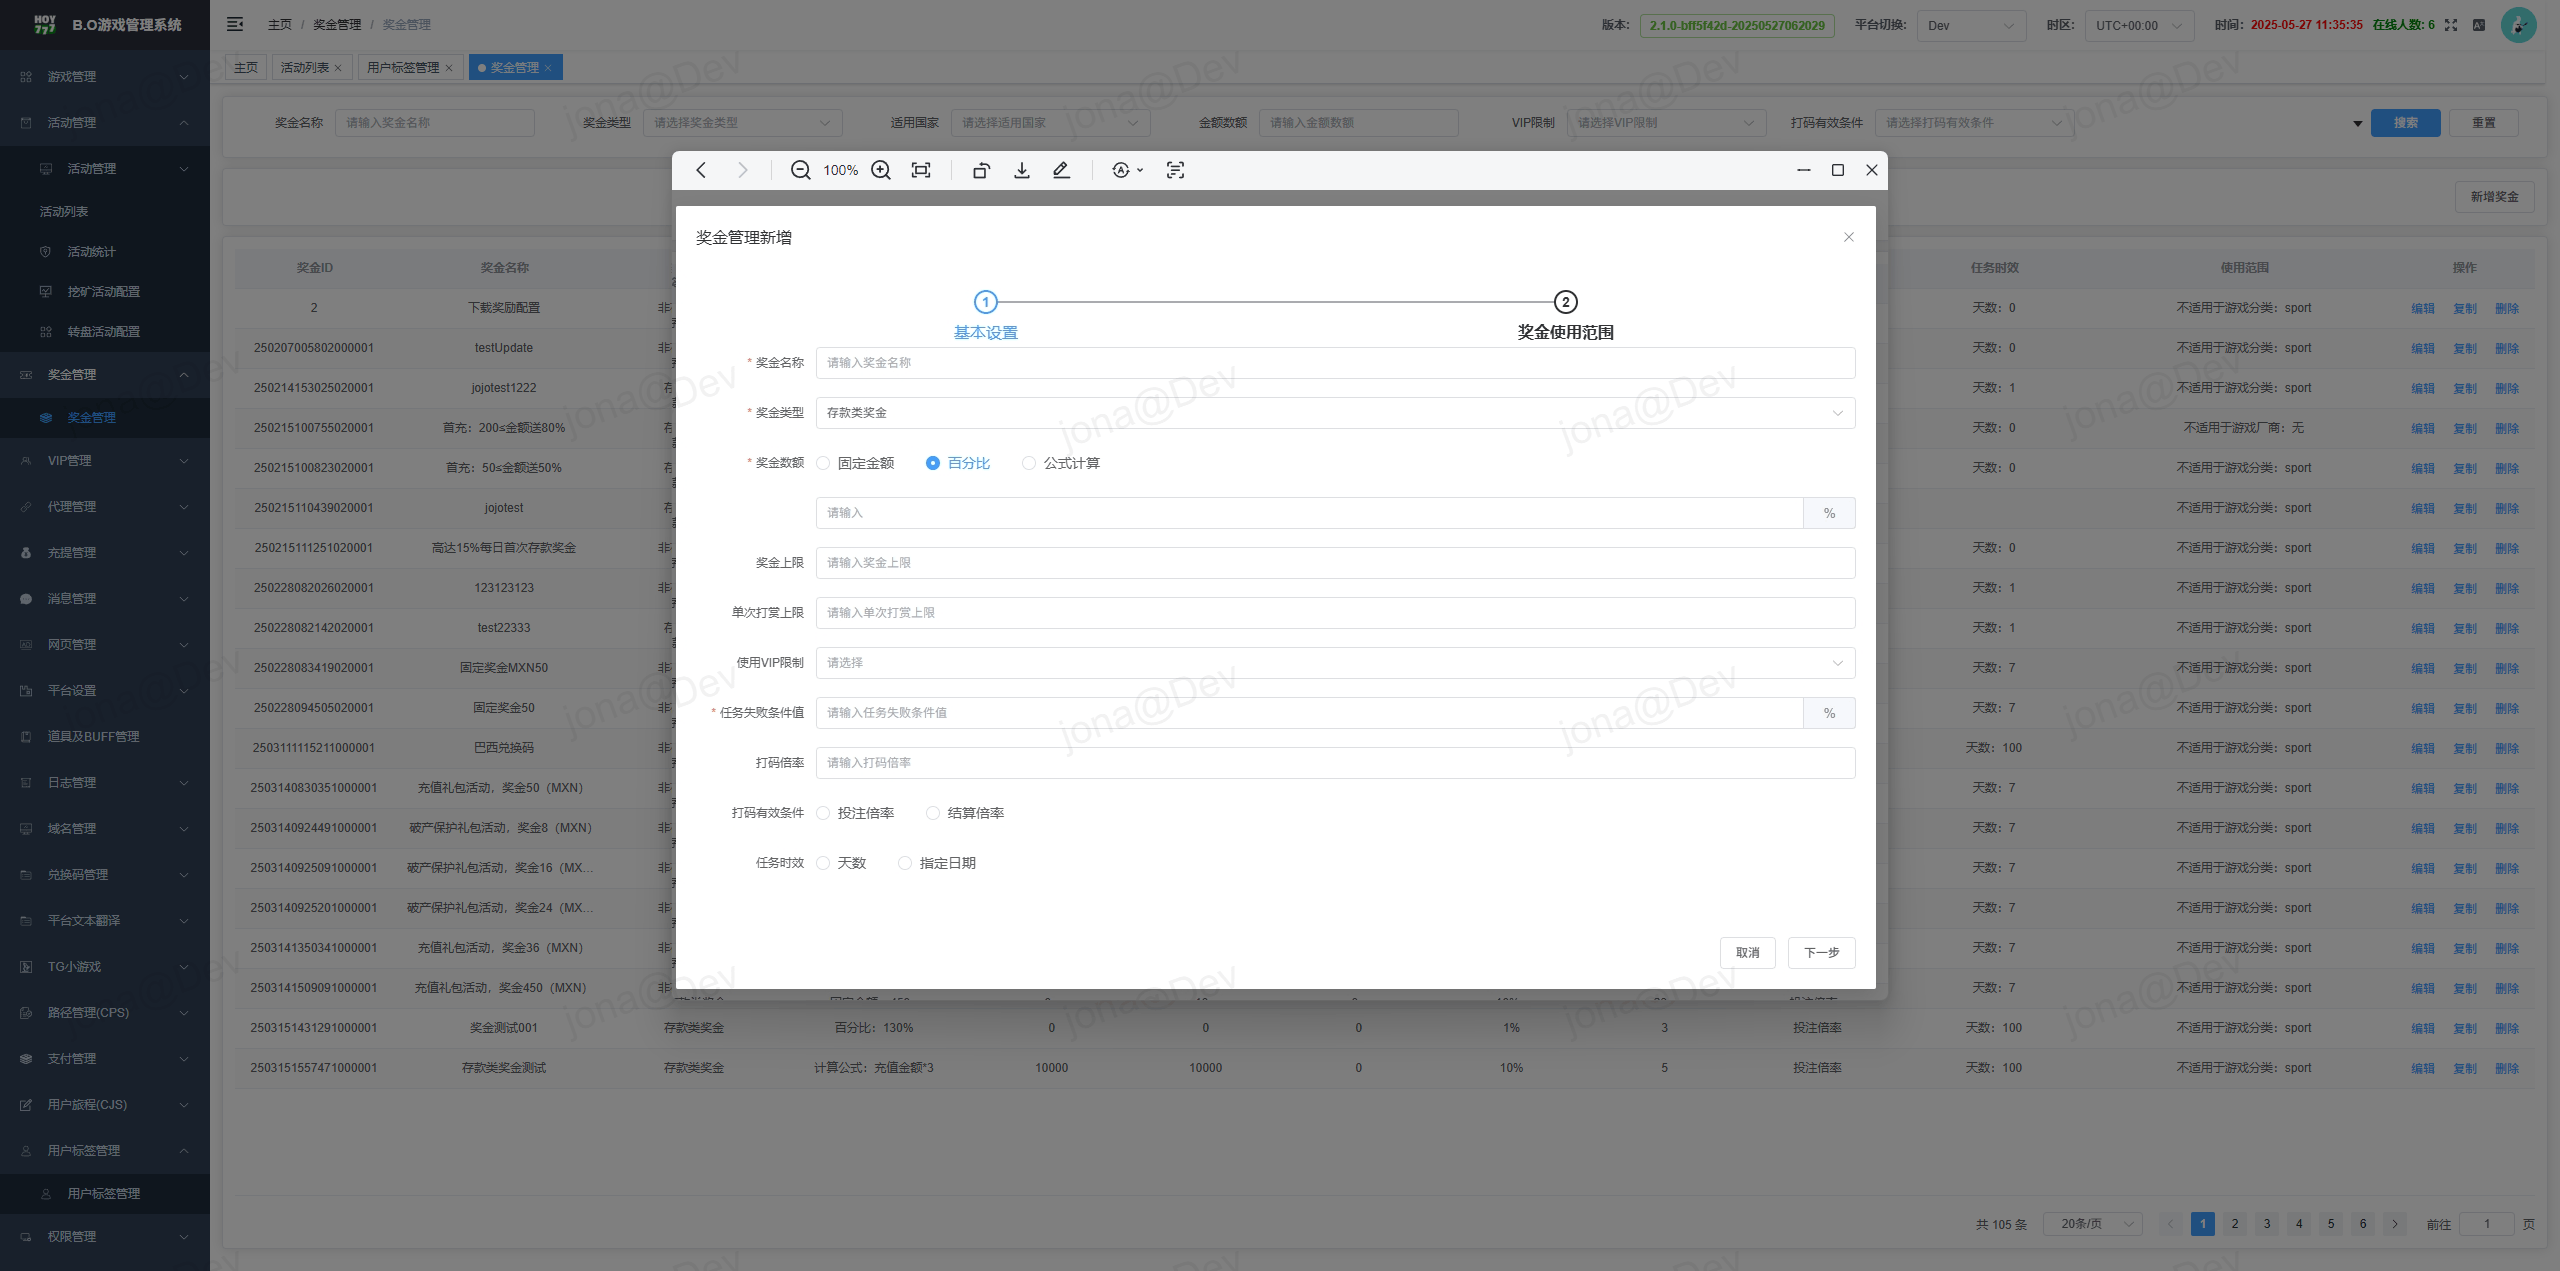 HOY 777 B.O游戏管理系统
主页 / 奖金管理 / 奖金管理
版本: 2.1.0-bff5f42d-20250527062029 平台切换: Dev 时区: UTC+00:00 时间: 2025-05-27 11:35:35 在线人数: 6
主页 活动列表 × 用户标签管理 × 奖金管理 ×
游戏管理
活动管理
活动管理
活动列表
活动统计
挖矿活动配置
转盘活动配置
奖金管理
奖金管理
VIP管理
代理管理
充提管理
消息管理
网页管理
平台设置
道具及BUFF管理
日志管理
域名管理
兑换码管理
平台文本翻译
TG小游戏
路径管理(CPS)
支付管理
用户旅程(CJS)
用户标签管理
用户标签管理
权限管理
奖金名称 请输入奖金名称 奖金类型 请选择奖金类型 适用国家 请选择适用国家 金额数额 请输入金额数额 VIP限制 请选择VIP限制 打码有效条件 请选择打码有效条件 搜索 重置
新增奖金
奖金ID 奖金名称 任务时效 使用范围 操作
2 下载奖励配置 天数：0 不适用于游戏分类：sport 编辑 复制 删除
250207005802000001 testUpdate 天数：0 不适用于游戏分类：sport 编辑 复制 删除
250214153025020001 jojotest1222 天数：1 不适用于游戏分类：sport 编辑 复制 删除
250215100755020001 首充：200≤金额送80% 天数：0 不适用于游戏厂商：无 编辑 复制 删除
250215100823020001 首充：50≤金额送50% 天数：0 不适用于游戏分类：sport 编辑 复制 删除
250215110439020001 jojotest 不适用于游戏分类：sport 编辑 复制 删除
250215111251020001 高达15%每日首次存款奖金 天数：0 不适用于游戏分类：sport 编辑 复制 删除
250228082026020001 123123123 天数：1 不适用于游戏分类：sport 编辑 复制 删除
250228082142020001 test22333 天数：1 不适用于游戏分类：sport 编辑 复制 删除
250228083419020001 固定奖金MXN50 天数：7 不适用于游戏分类：sport 编辑 复制 删除
250228094505020001 固定奖金50 天数：7 不适用于游戏分类：sport 编辑 复制 删除
2503111115211000001 巴西兑换码 天数：100 不适用于游戏分类：sport 编辑 复制 删除
2503140830351000001 充值礼包活动，奖金50（MXN） 天数：7 不适用于游戏分类：sport 编辑 复制 删除
2503140924491000001 破产保护礼包活动，奖金8（MXN） 天数：7 不适用于游戏分类：sport 编辑 复制 删除
2503140925091000001 破产保护礼包活动，奖金16（MX... 天数：7 不适用于游戏分类：sport 编辑 复制 删除
2503140925201000001 破产保护礼包活动，奖金24（MX... 天数：7 不适用于游戏分类：sport 编辑 复制 删除
2503141350341000001 充值礼包活动，奖金36（MXN） 天数：7 不适用于游戏分类：sport 编辑 复制 删除
2503141509091000001 充值礼包活动，奖金450（MXN） 天数：7 不适用于游戏分类：sport 编辑 复制 删除
2503151431291000001 奖金测试001 存款类奖金 百分比：130% 0 0 0 1% 3 投注倍率 天数：100 不适用于游戏分类：sport 编辑 复制 删除
2503151557471000001 存款类奖金测试 存款类奖金 计算公式：充值金额*3 10000 10000 0 10% 5 投注倍率 天数：100 不适用于游戏分类：sport 编辑 复制 删除
共 105 条 20条/页 1 2 3 4 5 6 前往 1 页
100%
奖金管理新增
1 2
基本设置 奖金使用范围
* 奖金名称 请输入奖金名称
* 奖金类型 存款类奖金
* 奖金数额 固定金额 百分比 公式计算
请输入 %
奖金上限 请输入奖金上限
单次打赏上限 请输入单次打赏上限
使用VIP限制 请选择
* 任务失败条件值 请输入任务失败条件值 %
打码倍率 请输入打码倍率
打码有效条件 投注倍率 结算倍率
任务时效 天数 指定日期
取消 下一步
jona@Dev